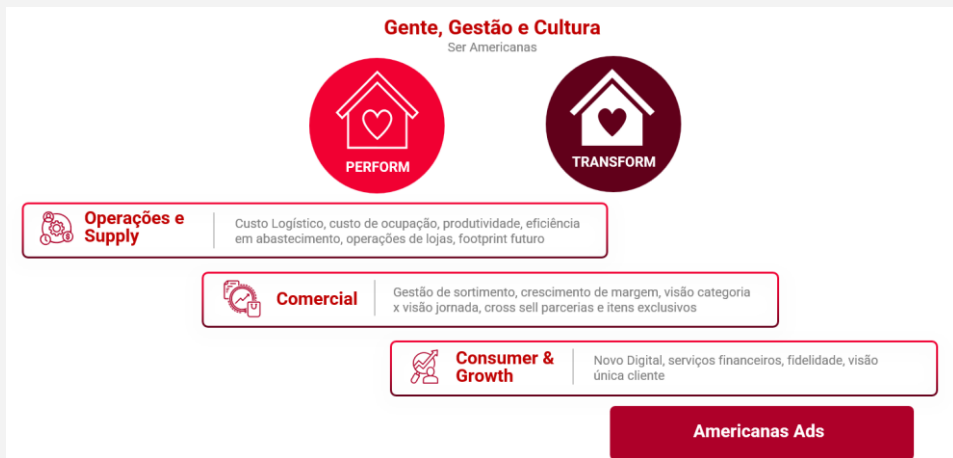 Gente, Gestão e Cultura
Ser Americanas
PERFORM
TRANSFORM
Operações e
Supply
Custo Logístico, custo de ocupação, produtividade, eficiência
em abastecimento, operações de lojas, footprint futuro
Comercial
Gestão de sortimento, crescimento de margem, visão categoria
x visão jornada, cross sell parcerias e itens exclusivos
Consumer &
Growth
Novo Digital, serviços financeiros, fidelidade, visão
única cliente
Americanas Ads